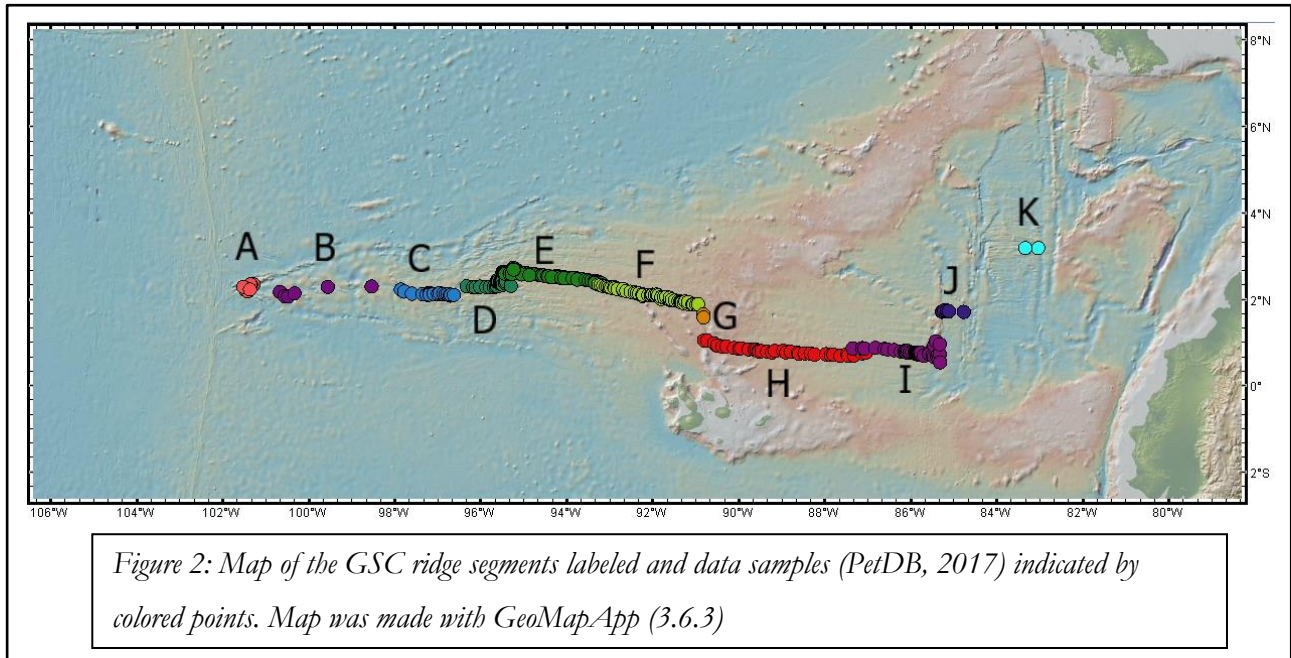 8°N
6°N
4°N
2°N
0°
2°S
A
B
C
D
E
F
G
H
I
J
K
106°W 104°W 102°W 100°W 98°W 96°W 94°W 92°W 90°W 88°W 86°W 84°W 82°W 80°W
Figure 2: Map of the GSC ridge segments labeled and data samples (PetDB, 2017) indicated by
colored points. Map was made with GeoMapApp (3.6.3)